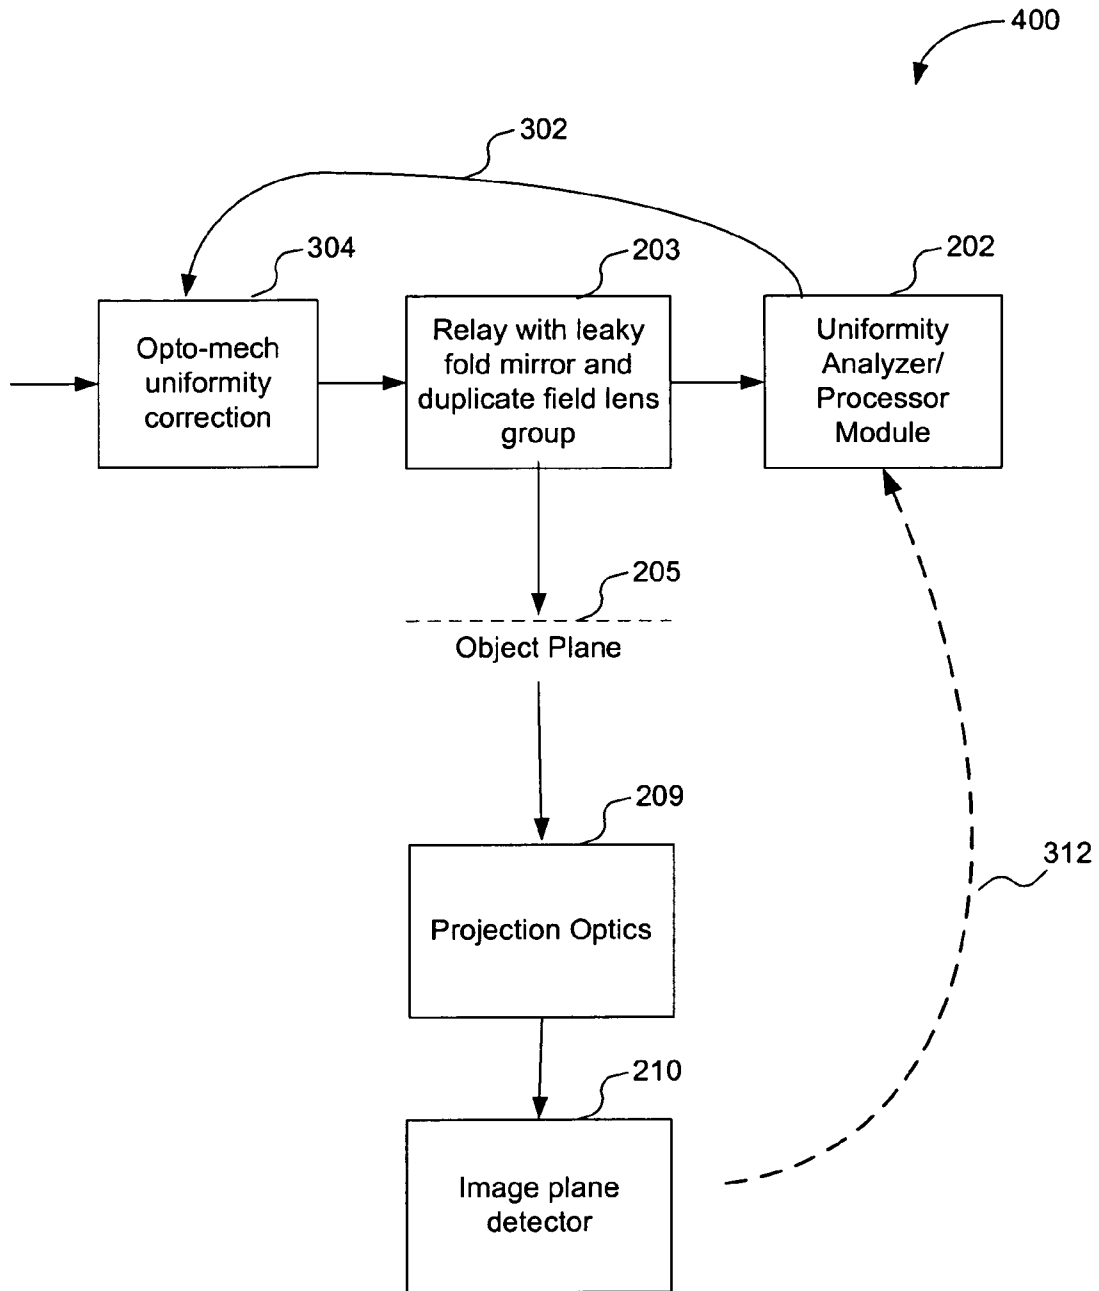 400
302
304
203
202
Opto-mech
uniformity
correction
Relay with leaky
fold mirror and
duplicate field lens
group
Uniformity
Analyzer/
Processor
Module
205
Object Plane
209
Projection Optics
312
210
Image plane
detector